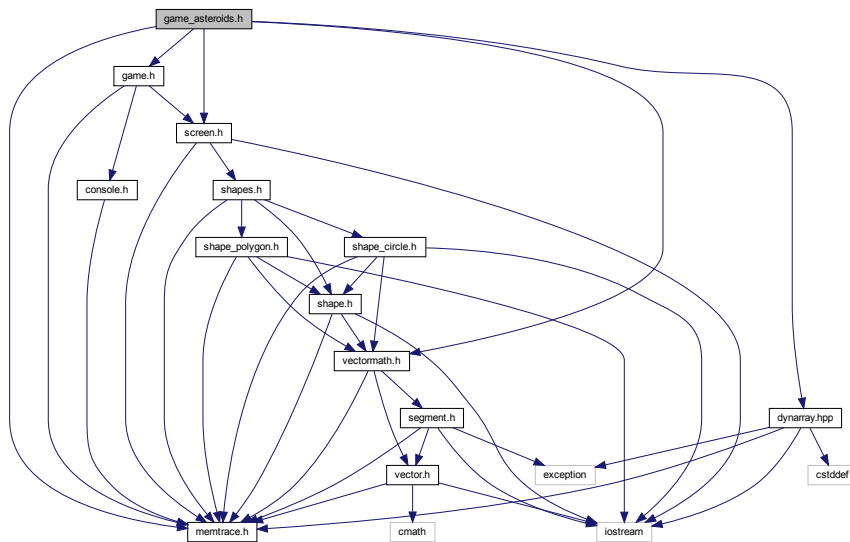 game_asteroids.h
game.h
screen.h
console.h
shapes.h
shape_polygon.h
shape_circle.h
shape.h
vectormath.h
segment.h
dynarray.hpp
vector.h
exception
cstddef
memtrace.h
cmath
iostream